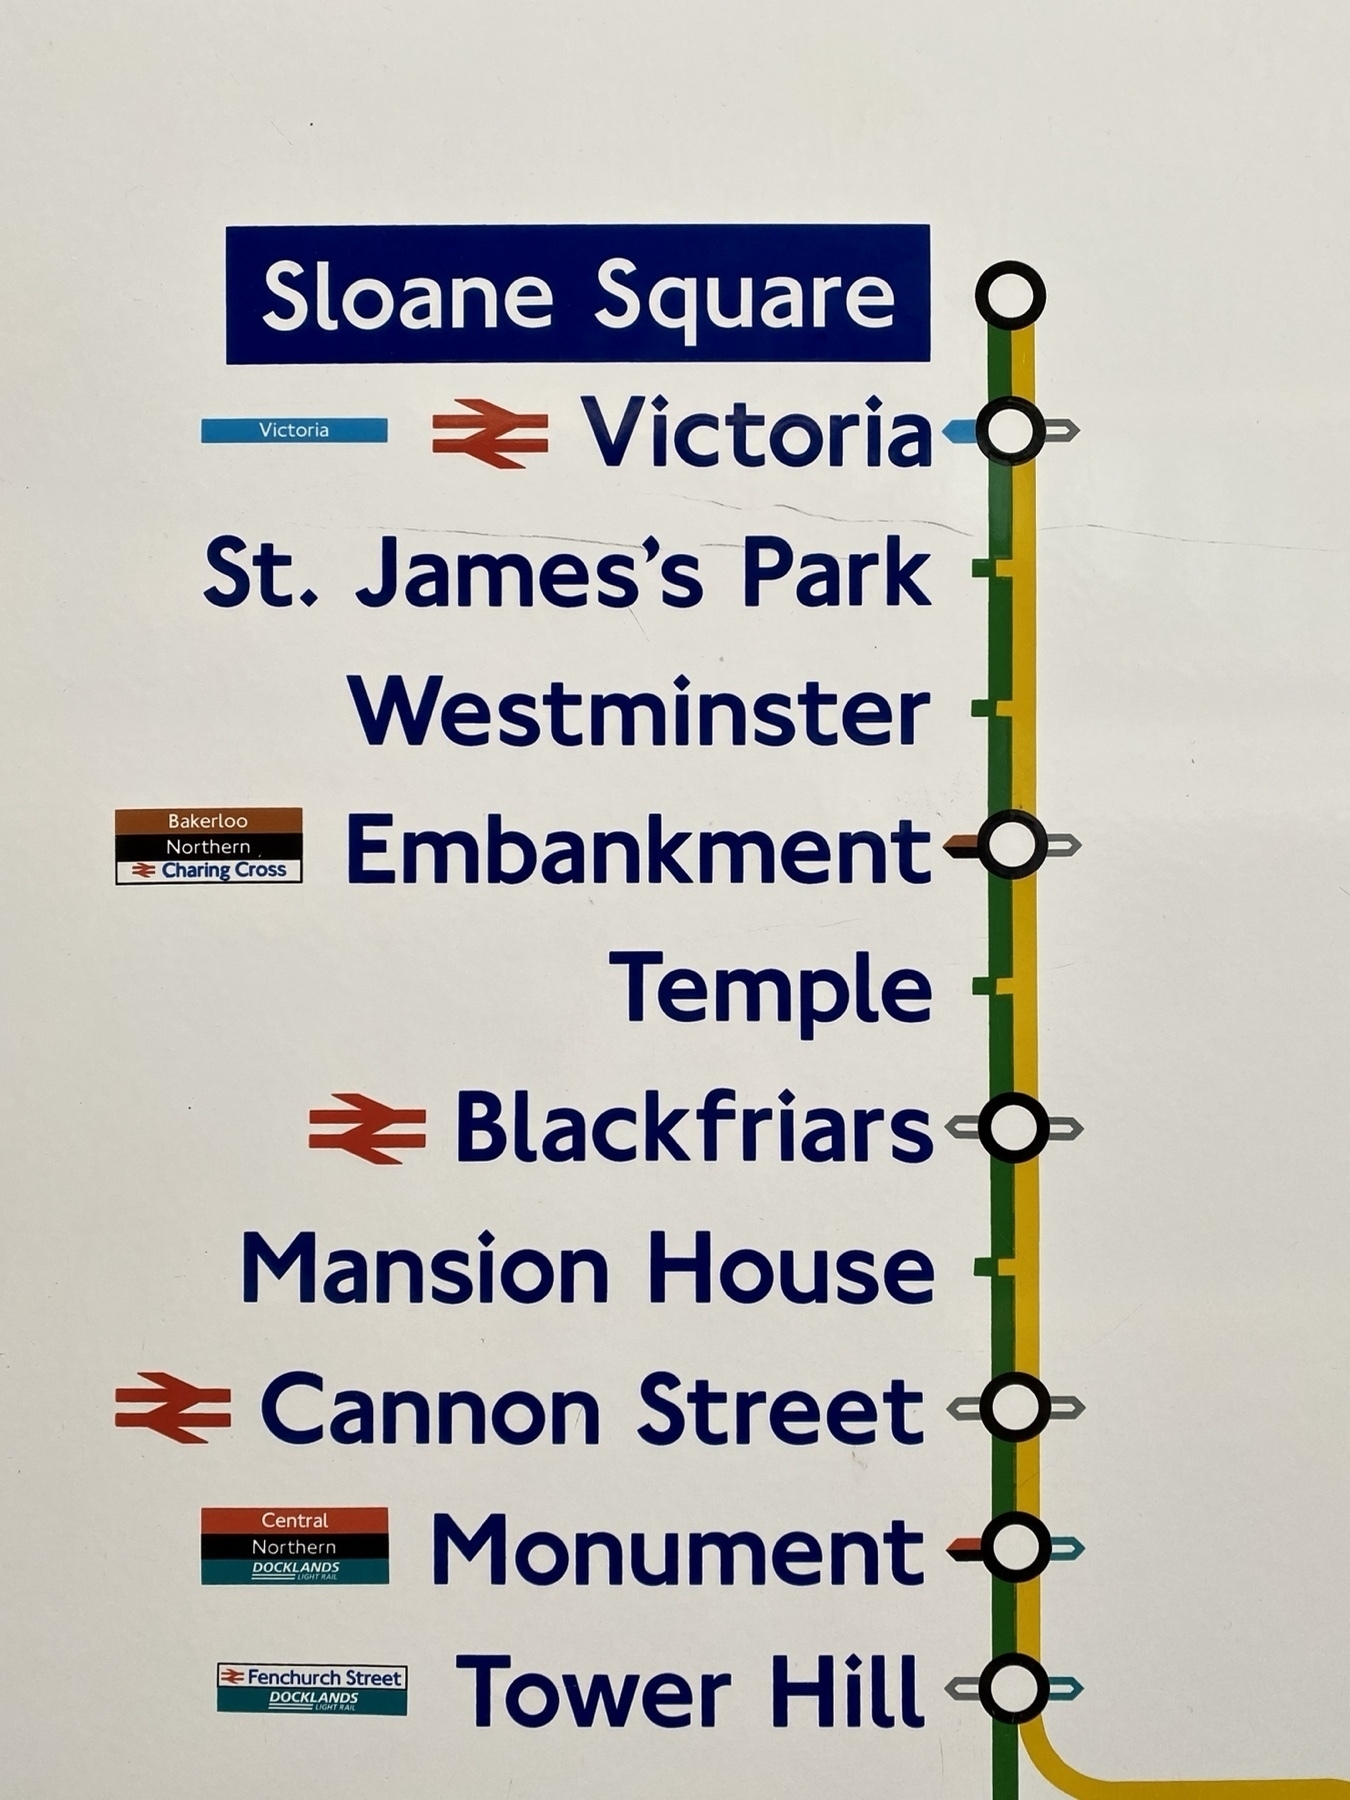 Sloane Square
Victoria Victoria
St. James's Park
Westminster
Bakerloo
Northern
Charing Cross
Embankment
Temple
Blackfriars
Mansion House
Cannon Street
Central
Northern
DOCKLANDS
LIGHT RAIL
Monument
Fenchurch Street
DOCKLANDS
LIGHT RAIL
Tower Hill